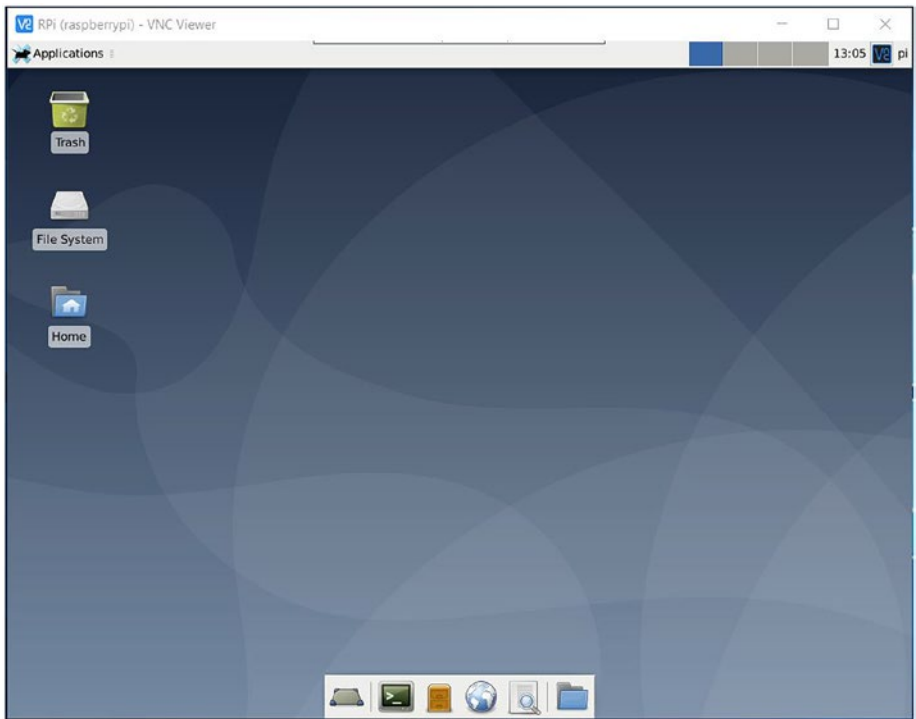 RPi (raspberrypi) - VNC Viewer
Applications
13:05
pi
Trash
File System
Home